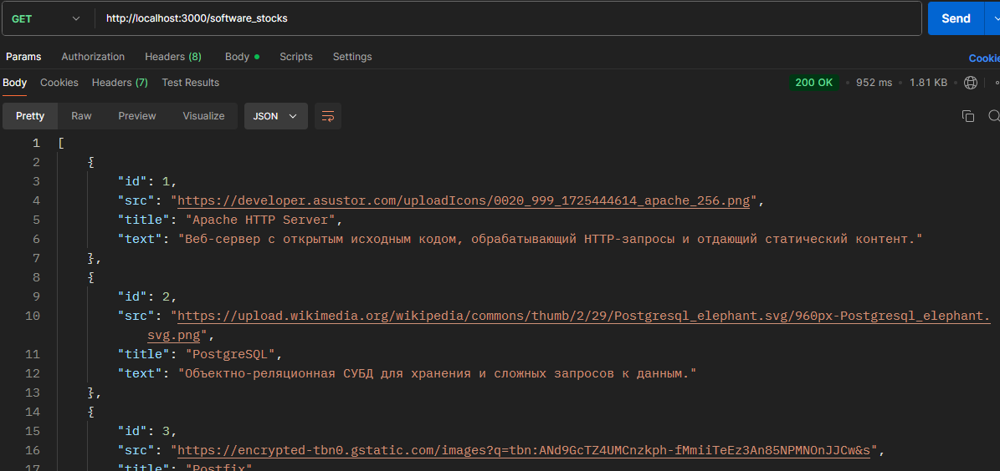 GET http://localhost:3000/software_stocks Send
Params Authorization Headers (8) Body Scripts Settings Cookie
Body Cookies Headers (7) Test Results 200 OK 952 ms 1.81 KB
Pretty Raw Preview Visualize JSON
1 [
2 {
3 "id": 1,
4 "src": "https://developer.asustor.com/uploadIcons/0020_999_1725444614_apache_256.png",
5 "title": "Apache HTTP Server",
6 "text": "Веб-сервер с открытым исходным кодом, обрабатывающий HTTP-запросы и отдающий статический контент."
7 },
8 {
9 "id": 2,
10 "src": "https://upload.wikimedia.org/wikipedia/commons/thumb/2/29/Postgresql_elephant.svg/960px-Postgresql_elephant.
svg.png",
11 "title": "PostgreSQL",
12 "text": "Объектно-реляционная СУБД для хранения и сложных запросов к данным."
13 },
14 {
15 "id": 3,
16 "src": "https://encrypted-tbn0.gstatic.com/images?q=tbn:ANd9GcTZ4UMCnzkph-fMmiiTeEz3An85NPMNOnJJCw&s",
17 "title": "Postfix"